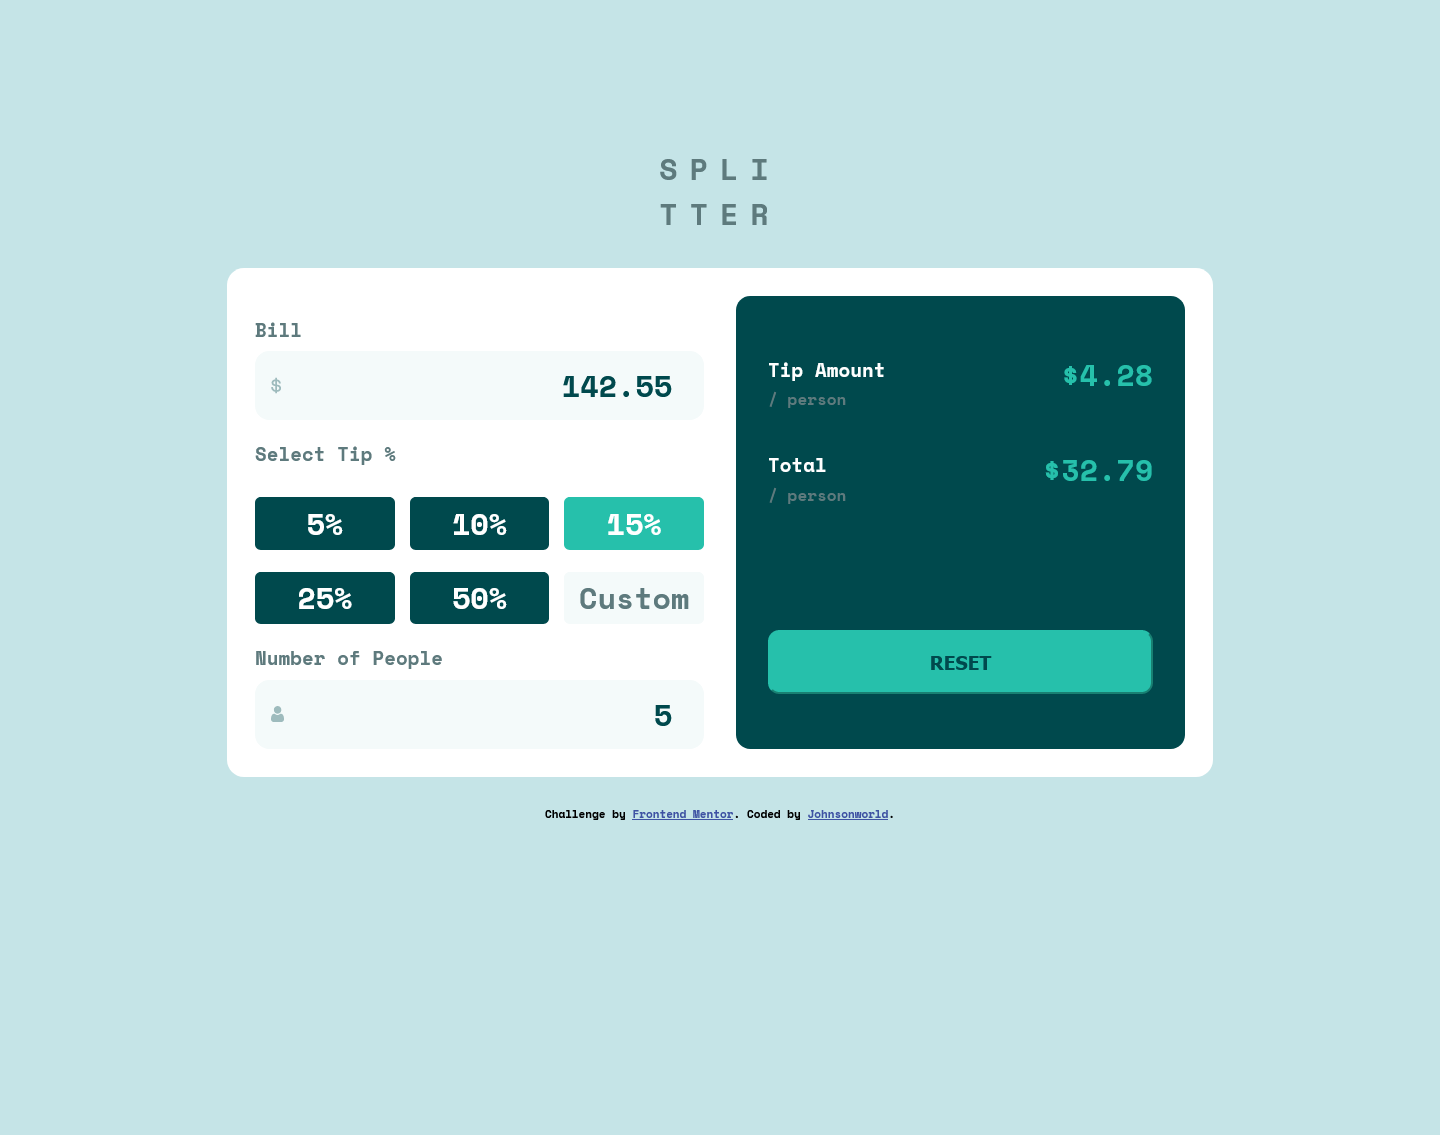 SPLI
TTER
Bill
$
142.55
Select Tip %
5%
10%
15%
25%
50%
Custom
Number of People
5
Tip Amount
/ person
$4.28
Total
/ person
$32.79
RESET
Challenge by Frontend Mentor. Coded by Johnsonworld.